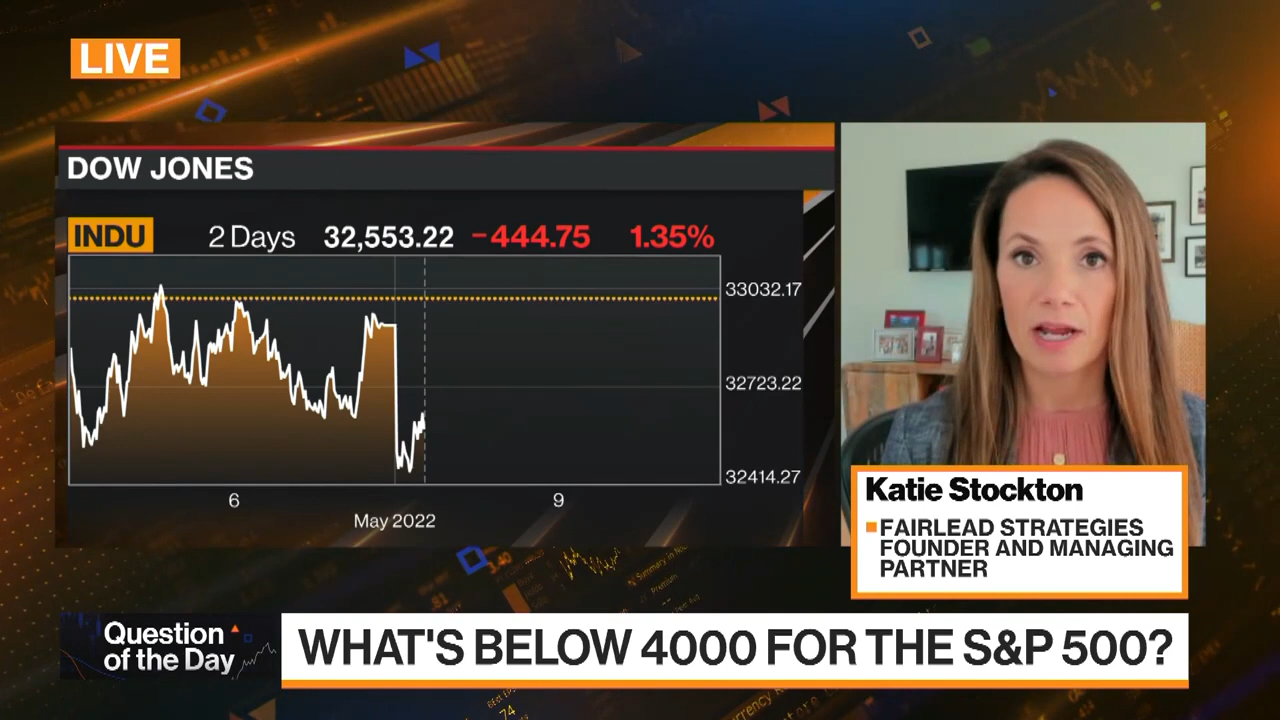 LIVE
DOW JONES
INDU 2 Days 32,553.22 -444.75 1.35%
33032.17
32723.22
32414.27
6 9
May 2022
Katie Stockton
FAIRLEAD STRATEGIES
FOUNDER AND MANAGING
PARTNER
Question
of the Day
WHAT'S BELOW 4000 FOR THE S&P 500?